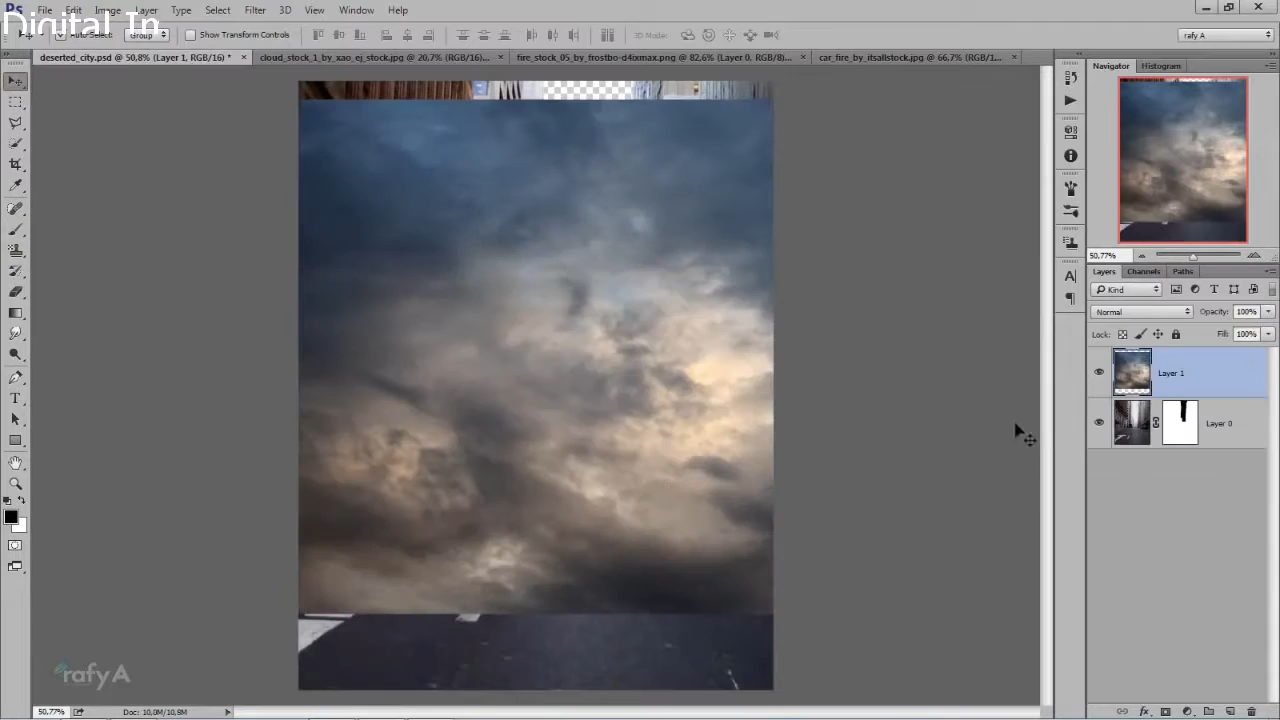 Ps File Edit Image Layer Type Select Filter 3D View Window Help
Digital In
Auto-Select: Group Show Transform Controls 3D Mode: rafy A
deserted_city.psd @ 50,8% (Layer 1, RGB/16) * × cloud_stock_1_by_xao_ej_stock.jpg @ 20,7% (RGB/16)... × fire_stock_05_by_frostbo-d4ixmax.png @ 82,6% (Layer 0, RGB/8)... × car_fire_by_itsallstock.jpg @ 66,7% (RGB/1... ×
Navigator Histogram
50,77%
Layers Channels Paths
Kind
Normal Opacity: 100%
Lock: Fill: 100%
Layer 1
Layer 0
rafy A
50,77% Doc: 10,0M/10,8M